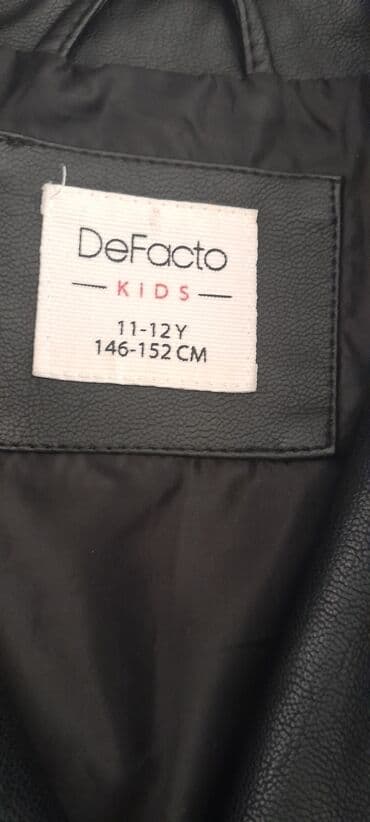 DeFacto
KIDS
11-12Y
146-152 CM